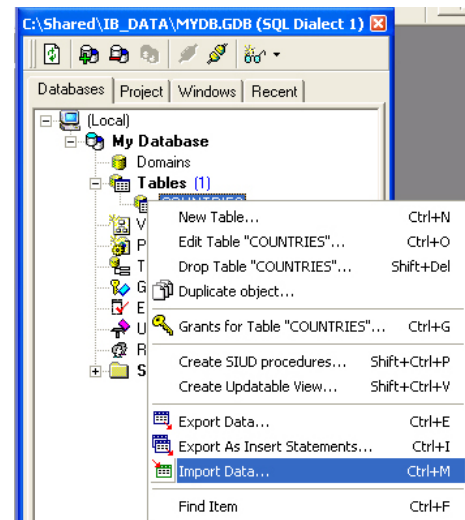 C:\Shared\IB_DATA\MYDB.GDB (SQL Dialect 1)
Databases Project Windows Recent
(Local)
My Database
Domains
Tables (1)
COUNTRIES
New Table... Ctrl+N
V
Edit Table "COUNTRIES"... Ctrl+O
P
Drop Table "COUNTRIES"... Shift+Del
T
G
Duplicate object...
E
Grants for Table "COUNTRIES"... Ctrl+G
U
R
Create SIUD procedures... Shift+Ctrl+P
S
Create Updatable View... Shift+Ctrl+V
Export Data... Ctrl+E
Export As Insert Statements... Ctrl+I
Import Data... Ctrl+M
Find Item Ctrl+F